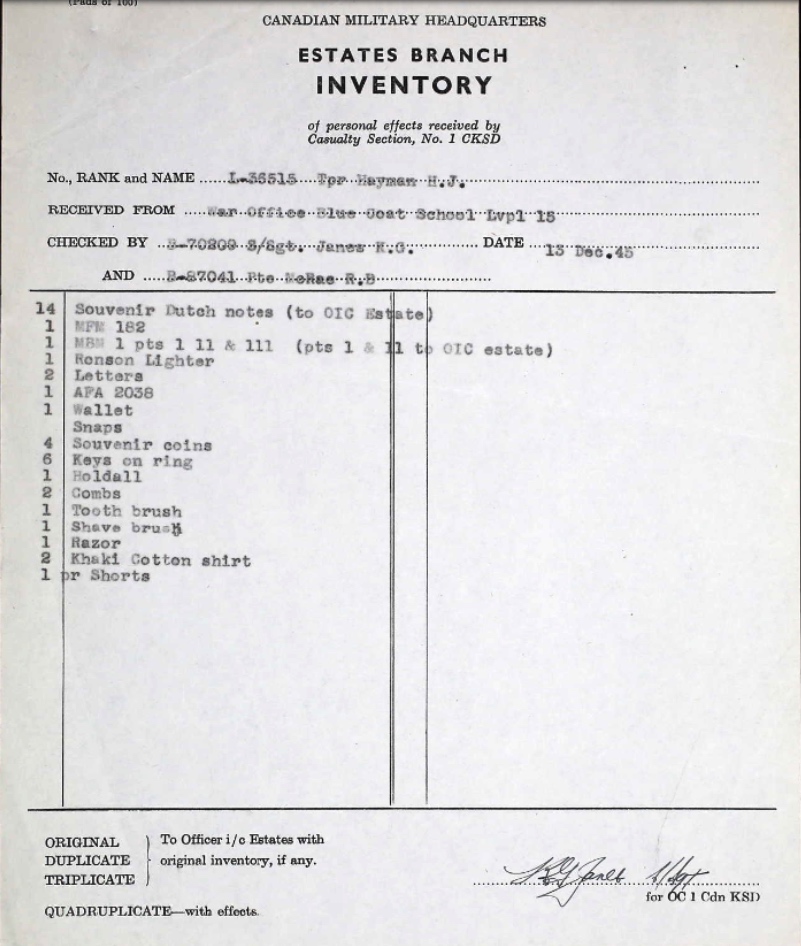 (Pads of 100)
CANADIAN MILITARY HEADQUARTERS
ESTATES BRANCH
INVENTORY
of personal effects received by
Casualty Section, No. 1 CKSD
No., RANK and NAME L-36515 Tpr Hayman H.J.
RECEIVED FROM War Office Blue Coat School Lvpl 15
CHECKED BY S/Sgt. Janes K.G. DATE 13 Dec.45
AND Pte McRae R.B
14 Souvenir Dutch notes (to OIC Estate)
1 MFM 182
1 MBM 1 pts 1 11 & 111 (pts 1 & 11 to OIC estate)
1 Ronson Lighter
2 Letters
1 AFA 2038
1 Wallet
Snaps
4 Souvenir coins
6 Keys on ring
1 Holdall
2 Combs
1 Tooth brush
1 Shave brush
1 Razor
2 Khaki Cotton shirt
1 pr Shorts
ORIGINAL
DUPLICATE
TRIPLICATE
To Officer i/c Estates with
original inventory, if any.
KG Janes S/Sgt
for OC 1 Cdn KSD
QUADRUPLICATE—with effects.